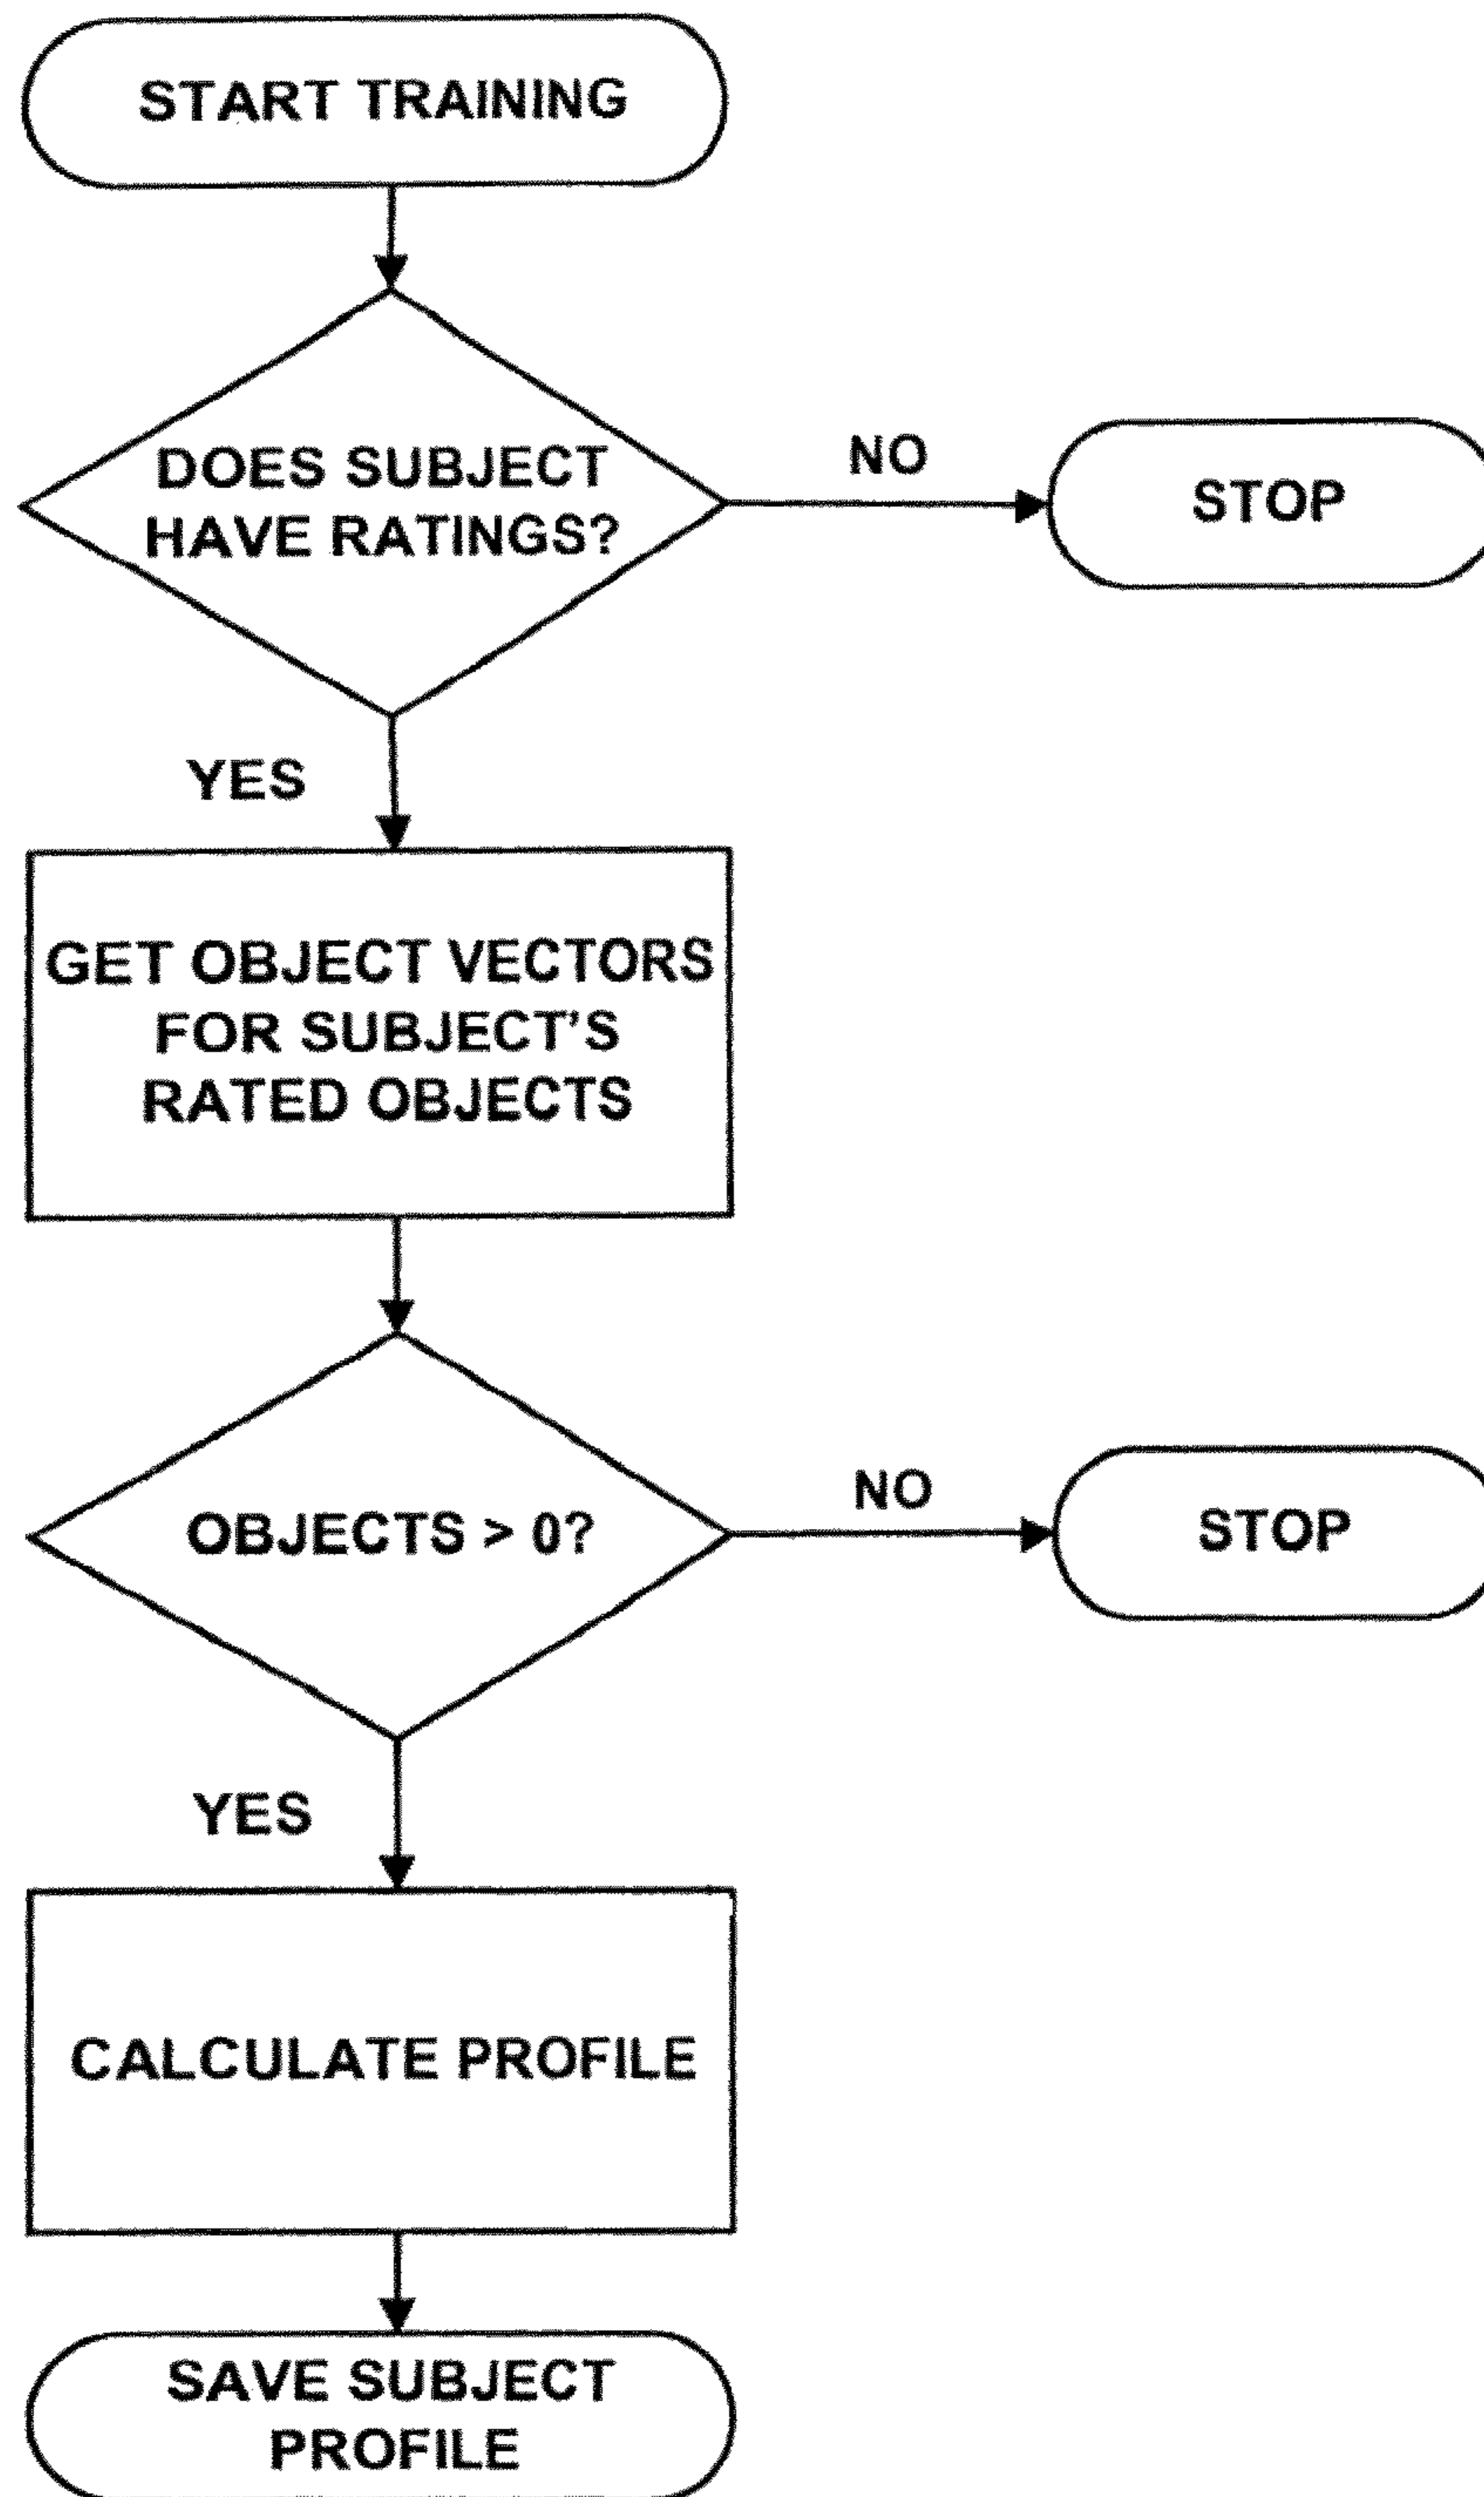 START TRAINING
DOES SUBJECT
HAVE RATINGS?
NO
STOP
YES
GET OBJECT VECTORS
FOR SUBJECT'S
RATED OBJECTS
OBJECTS > 0?
NO
STOP
YES
CALCULATE PROFILE
SAVE SUBJECT
PROFILE